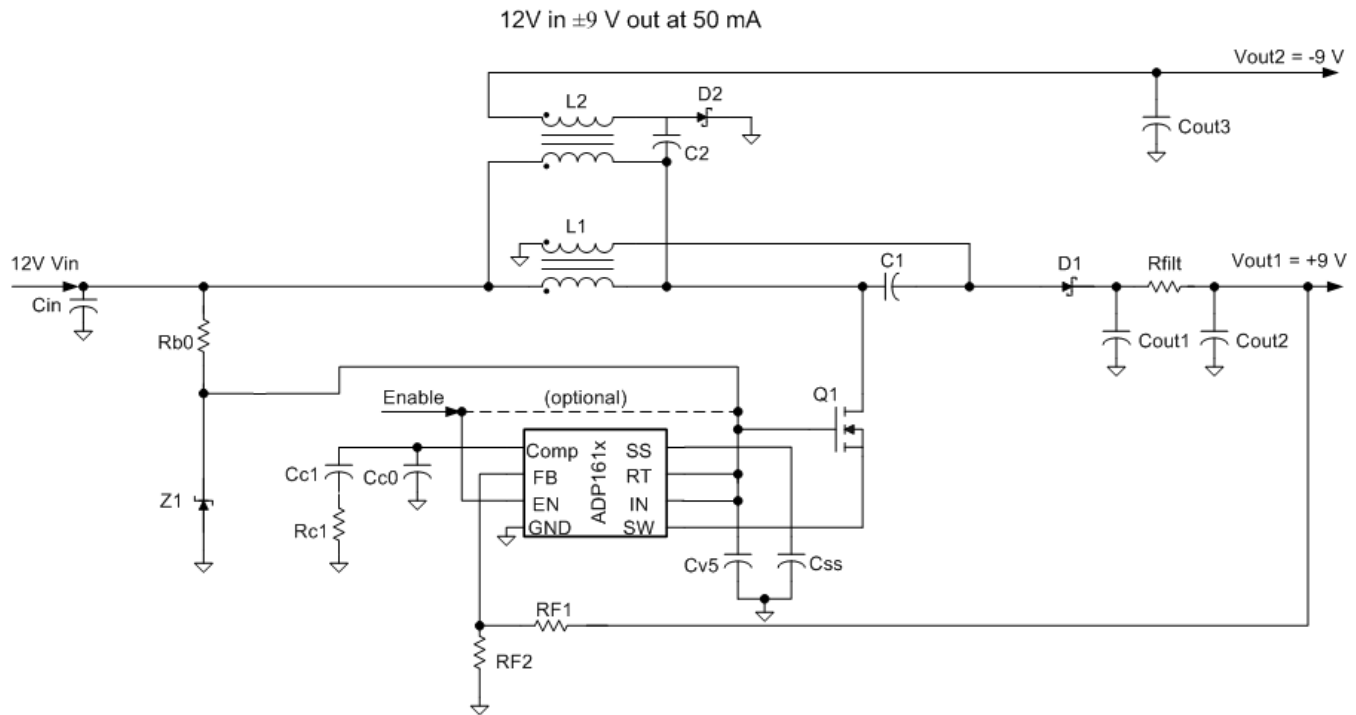 12V in ±9 V out at 50 mA
Vout2 = -9 V
L2
D2
C2
Cout3
L1
12V Vin
C1
D1
Rfilt
Vout1 = +9 V
Cin
Rb0
Cout1
Cout2
Enable
(optional)
Q1
Comp
SS
Cc1
Cc0
FB
ADP161x
RT
Z1
EN
IN
Rc1
GND
SW
Cv5
Css
RF1
RF2